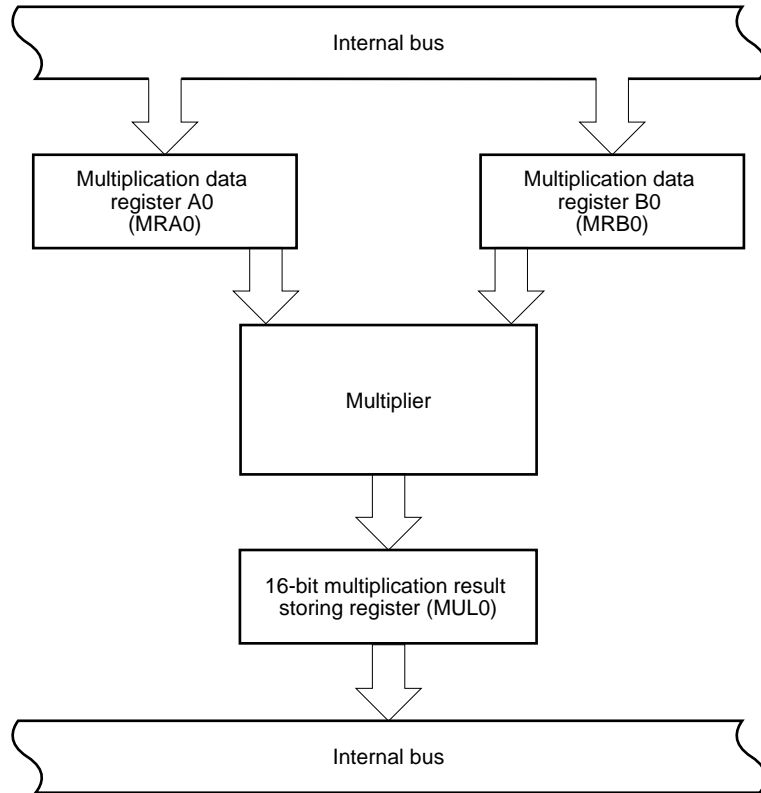 Internal bus
Multiplication data
register A0
(MRA0)
Multiplication data
register B0
(MRB0)
Multiplier
16-bit multiplication result
storing register (MUL0)
Internal bus